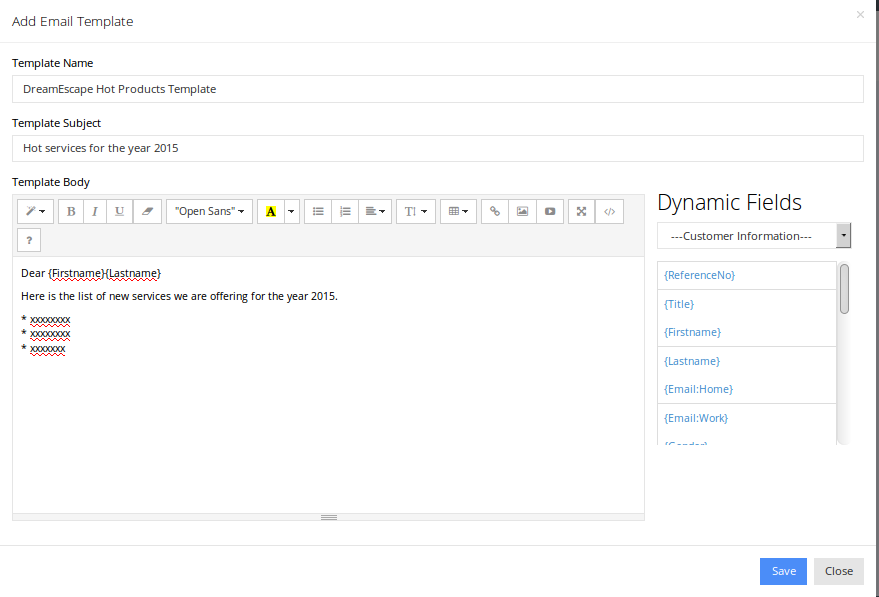 Add Email Template
×
Template Name
DreamEscape Hot Products Template
Template Subject
Hot services for the year 2015
Template Body
B I U "Open Sans" A T </>
?
Dear {Firstname}{Lastname}
Here is the list of new services we are offering for the year 2015.
* xxxxxxxx
* xxxxxxxx
* xxxxxxx
Dynamic Fields
---Customer Information---
{ReferenceNo}
{Title}
{Firstname}
{Lastname}
{Email:Home}
{Email:Work}
Save Close